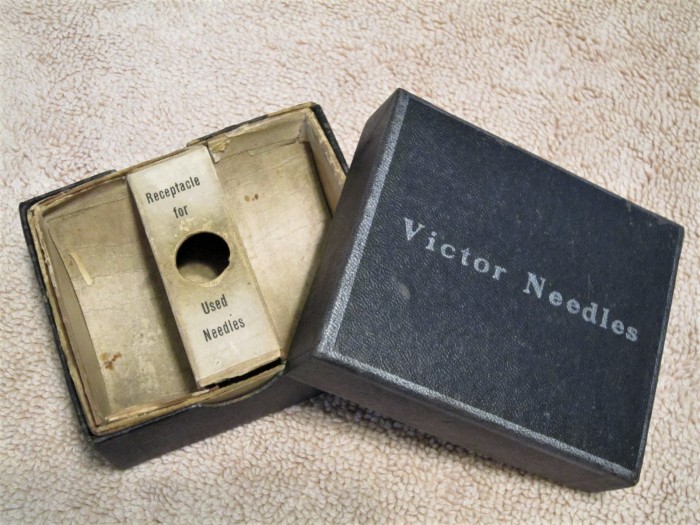 Receptacle
for
Used
Needles
Victor Needles